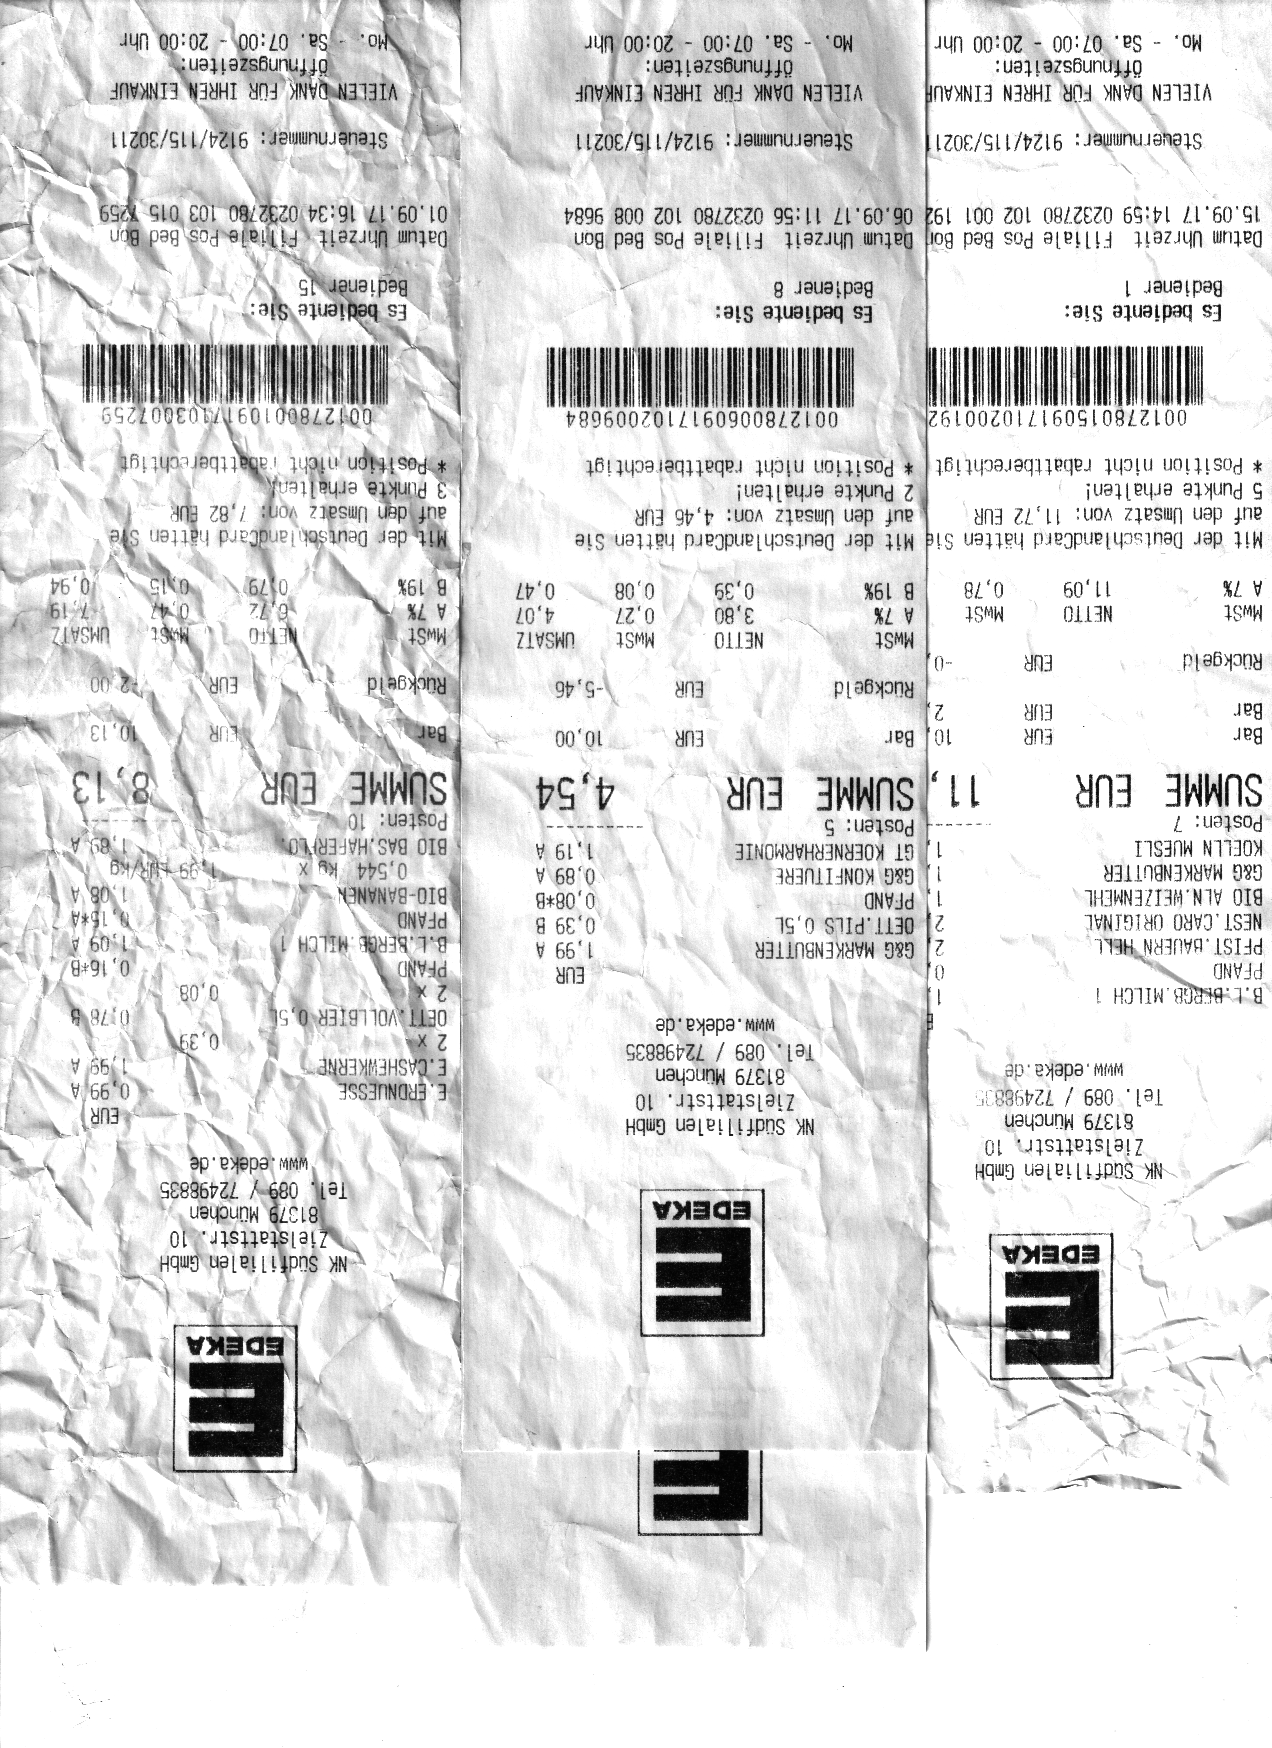 EDEKA
NK Südfilialen GmbH
Zielstattstr. 10
81379 München
Tel. 089 / 72498835
www.edeka.de
B.L.BERGB.MILCH 1 1,
PFAND 0,
PFIST.BAUERN HELL 2,
NEST.CARO ORIGINAL 2,
BIO ALN.WEIZENMEHL 1,
G&G MARKENBUTTER 1,
KOELLN MUESLI 1,
Posten: 7
SUMME EUR 11,
Bar EUR 10,
Bar EUR 2,
Rückgeld EUR -0,
MwSt NETTO MwSt
A 7% 11,09 0,78
Mit der DeutschlandCard hätten Sie
auf den Umsatz von: 11,72 EUR
5 Punkte erhalten!
* Position nicht rabattberechtigt
00127801509171020019​2
Es bediente Sie:
Bediener 1
Datum Uhrzeit Filiale Pos Bed Bon
15.09.17 14:59 0232780 102 001 192
Steuernummer: 9124/115/30211
VIELEN DANK FÜR IHREN EINKAUF
Öffnungszeiten:
Mo. - Sa. 07:00 - 20:00 Uhr
EDEKA
NK Südfilialen GmbH
Zielstattstr. 10
81379 München
Tel. 089 / 72498835
www.edeka.de
EUR
G&G MARKENBUTTER 1,99 A
OETT.PILS 0,5L 0,39 B
PFAND 0,08*B
G&G KONFITUERE 0,89 A
GT KOERNERHARMONIE 1,19 A
Posten: 5
SUMME EUR 4,54
Bar EUR 10,00
Rückgeld EUR -5,46
MwSt NETTO MwSt UMSATZ
A 7% 3,80 0,27 4,07
B 19% 0,39 0,08 0,47
Mit der DeutschlandCard hätten Sie
auf den Umsatz von: 4,46 EUR
2 Punkte erhalten!
* Position nicht rabattberechtigt
001278006091710200​9684
Es bediente Sie:
Bediener 8
Datum Uhrzeit Filiale Pos Bed Bon
06.09.17 11:56 0232780 102 008 9684
Steuernummer: 9124/115/30211
VIELEN DANK FÜR IHREN EINKAUF
Öffnungszeiten:
Mo. - Sa. 07:00 - 20:00 Uhr
EDEKA
NK Südfilialen GmbH
Zielstattstr. 10
81379 München
Tel. 089 / 72498835
www.edeka.de
EUR
E.ERDNUESSE 0,99 A
E.CASHEWKERNE 1,99 A
2 x 0,39
OETT.VOLLBIER 0,5L 0,78 B
2 x 0,08
PFAND 0,16*B
B.L.BERGB.MILCH 1 1,09 A
PFAND 0,15*A
BIO-BANANEN 1,08 A
0,544 kg x 1,99 EUR/kg
BIO BAS.HAFERFLO. 1,89 A
Posten: 10
SUMME EUR 8,13
Bar EUR 10,13
Rückgeld EUR -2,00
MwSt NETTO MwSt UMSATZ
A 7% 6,72 0,47 7,19
B 19% 0,79 0,15 0,94
Mit der DeutschlandCard hätten Sie
auf den Umsatz von: 7,82 EUR
3 Punkte erhalten!
* Position nicht rabattberechtigt
00127800109171030072​59
Es bediente Sie:
Bediener 15
Datum Uhrzeit Filiale Pos Bed Bon
01.09.17 16:34 0232780 103 015 7259
Steuernummer: 9124/115/30211
VIELEN DANK FÜR IHREN EINKAUF
Öffnungszeiten:
Mo. - Sa. 07:00 - 20:00 Uhr